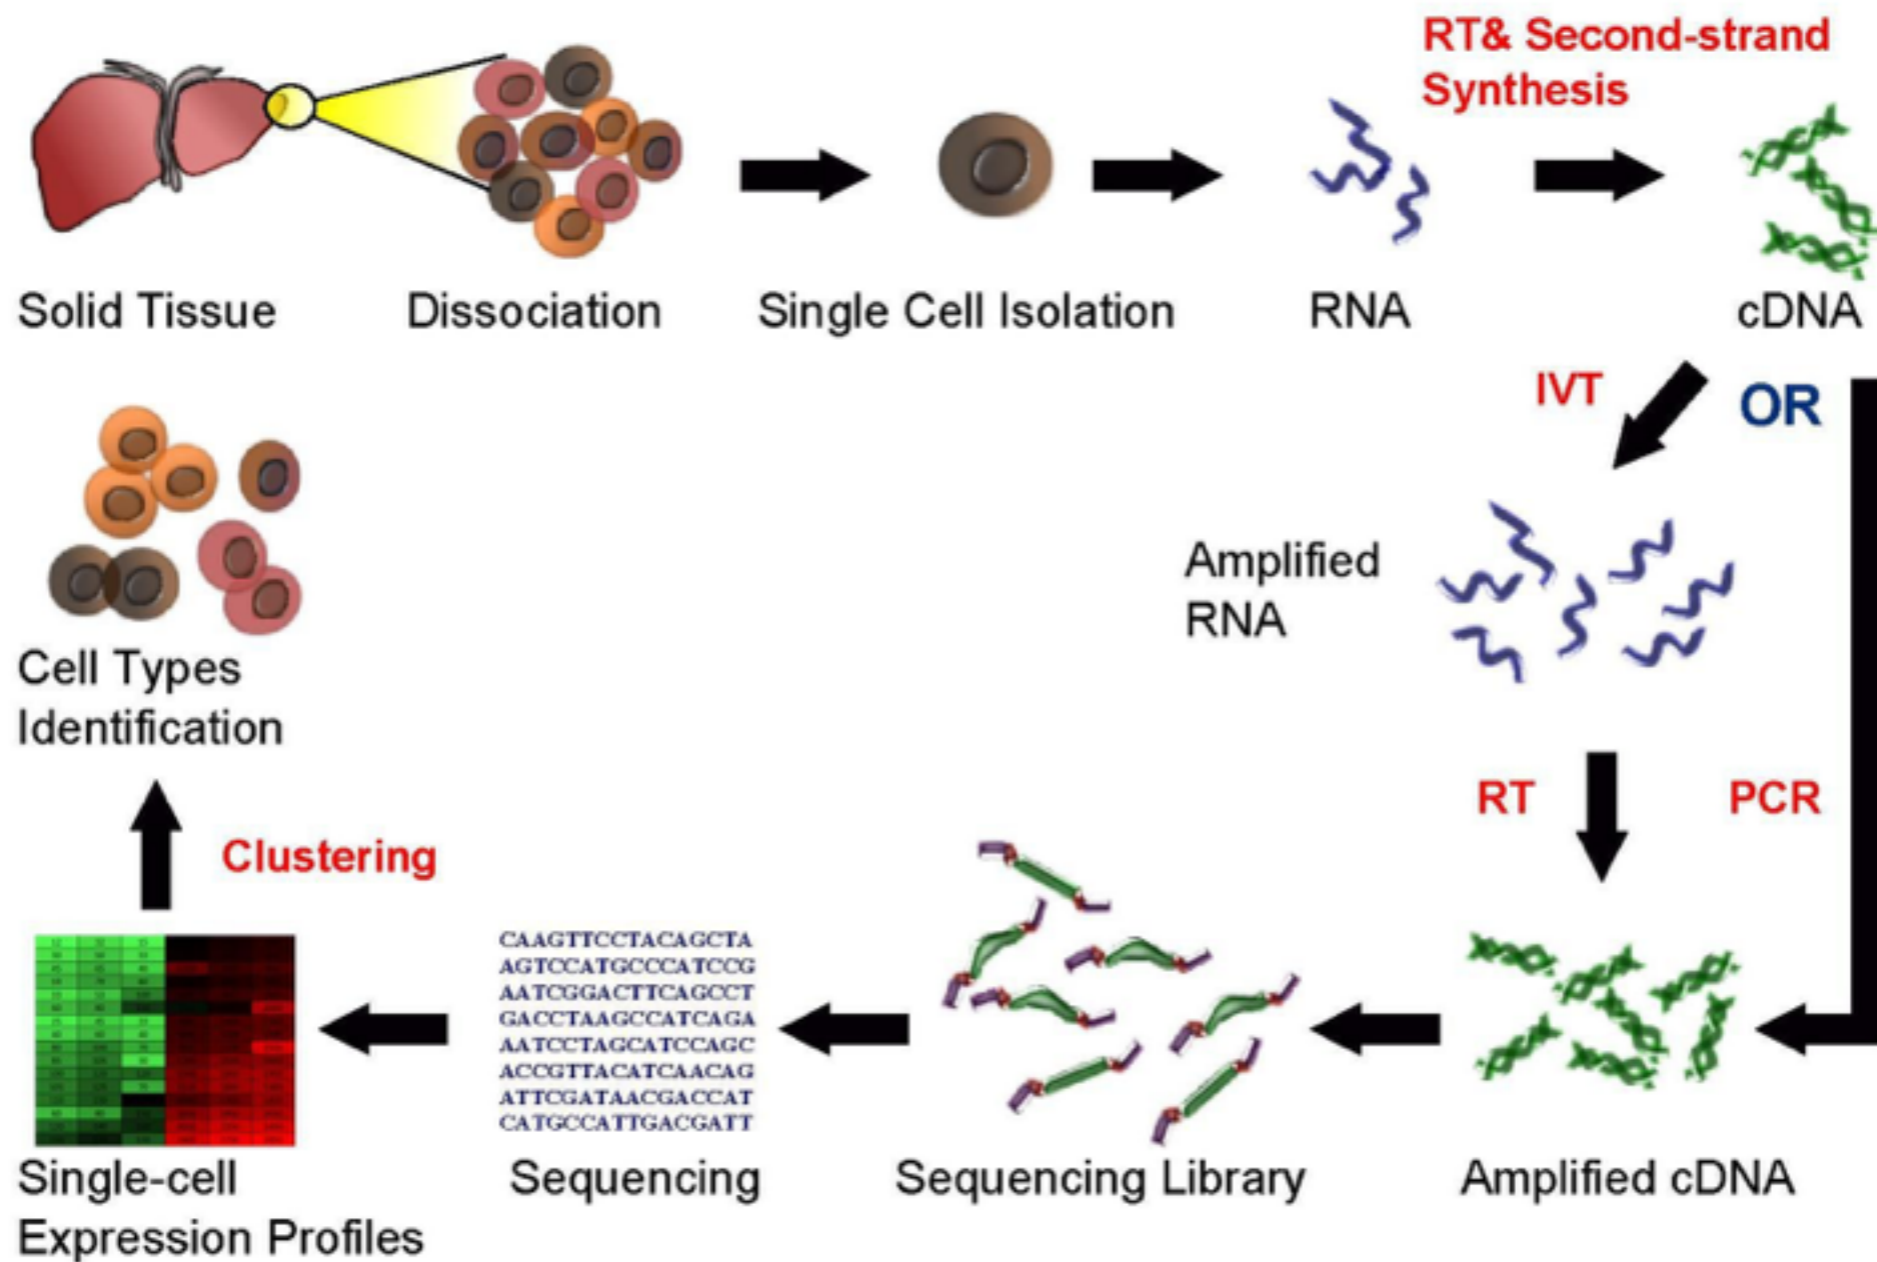 RT& Second-strand
Synthesis
Solid Tissue
Dissociation
Single Cell Isolation
RNA
cDNA
IVT
OR
Amplified
RNA
RT
PCR
Cell Types
Identification
Clustering
CAAGTTCCTACAGCTA
AGTCCATGCCCATCCG
AATCGGACTTCAGCCT
GACCTAAGCCATCAGA
AATCCTAGCATCCAGC
ACCGTTACATCAACAG
ATTCGATAACGACCAT
CATGCCATTGACGATT
Single-cell
Expression Profiles
Sequencing
Sequencing Library
Amplified cDNA